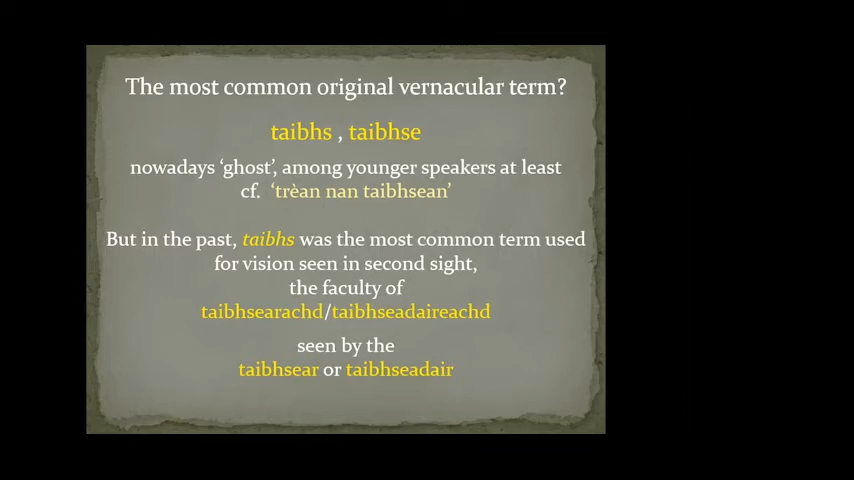 The most common original vernacular term?
taibhs , taibhse
nowadays ‘ghost’, among younger speakers at least
cf. ‘trèan nan taibhsean’
But in the past, taibhs was the most common term used
for vision seen in second sight,
the faculty of
taibhsearachd/taibhseadaireachd
seen by the
taibhsear or taibhseadair